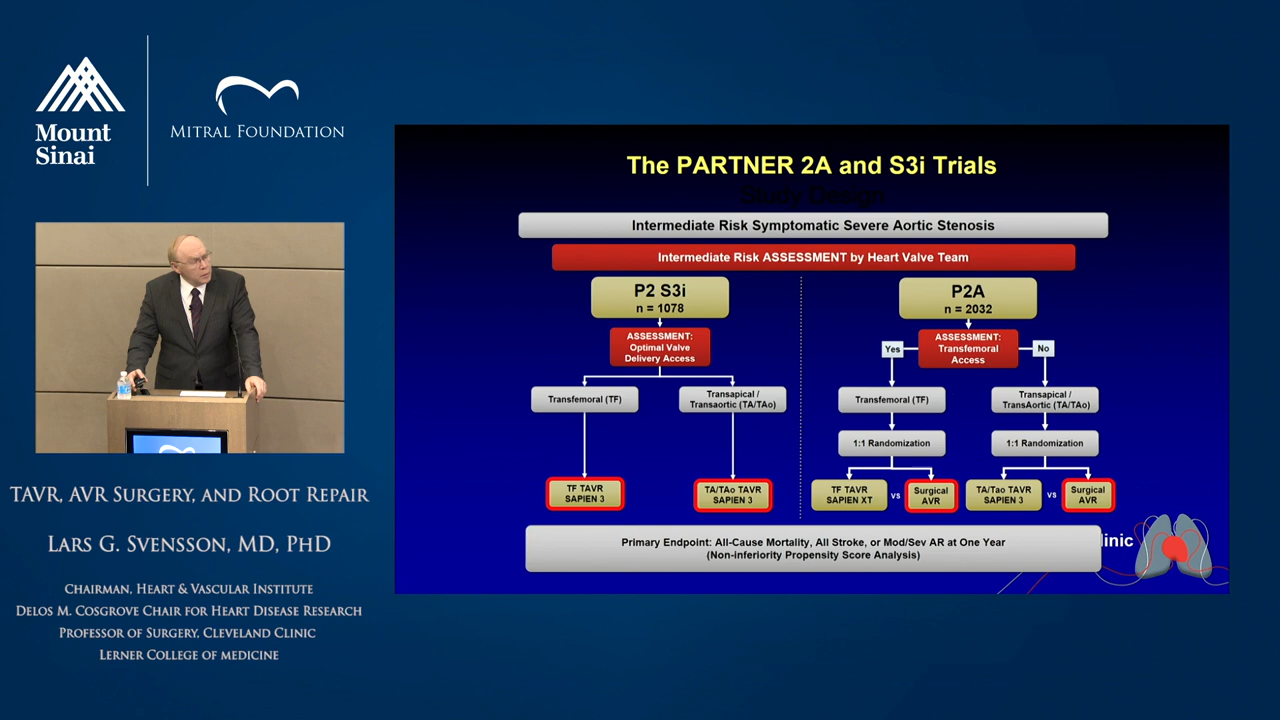 Mount
Sinai
MITRAL FOUNDATION
TAVR, AVR SURGERY, AND ROOT REPAIR
LARS G. SVENSSON, MD, PHD
CHAIRMAN, HEART & VASCULAR INSTITUTE
DELOS M. COSGROVE CHAIR FOR HEART DISEASE RESEARCH
PROFESSOR OF SURGERY, CLEVELAND CLINIC
LERNER COLLEGE OF MEDICINE
The PARTNER 2A and S3i Trials
Study Design
Intermediate Risk Symptomatic Severe Aortic Stenosis
Intermediate Risk ASSESSMENT by Heart Valve Team
P2 S3i
n = 1078
ASSESSMENT:
Optimal Valve
Delivery Access
Transfemoral (TF)
Transapical /
Transaortic (TA/TAo)
TF TAVR
SAPIEN 3
TA/TAo TAVR
SAPIEN 3
P2A
n = 2032
ASSESSMENT:
Transfemoral
Access
Yes
No
Transfemoral (TF)
Transapical /
TransAortic (TA/TAo)
1:1 Randomization
1:1 Randomization
TF TAVR
SAPIEN XT
vs
Surgical
AVR
TA/Tao TAVR
SAPIEN 3
vs
Surgical
AVR
Primary Endpoint: All-Cause Mortality, All Stroke, or Mod/Sev AR at One Year
(Non-inferiority Propensity Score Analysis)
linic